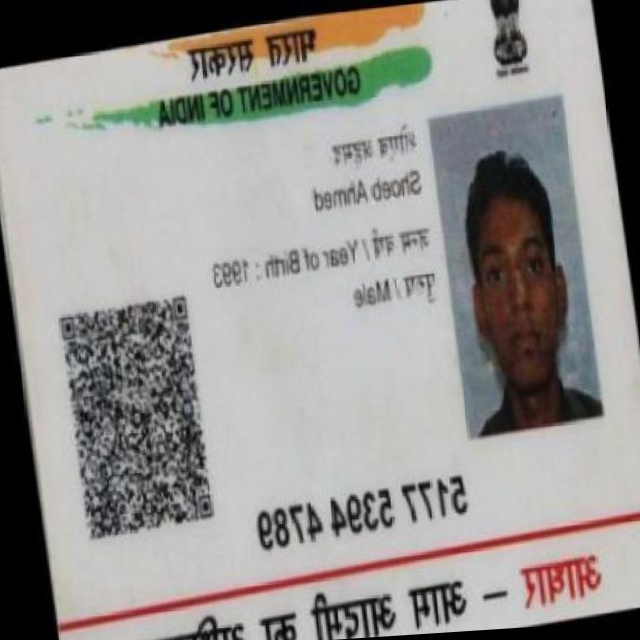 भारत सरकार
GOVERNMENT OF INDIA
शोएब अहमद
Shoeb Ahmed
जन्म वर्ष / Year of Birth : 1993
पुरुष / Male
5177 5394 4789
आधार – आम आदमी का